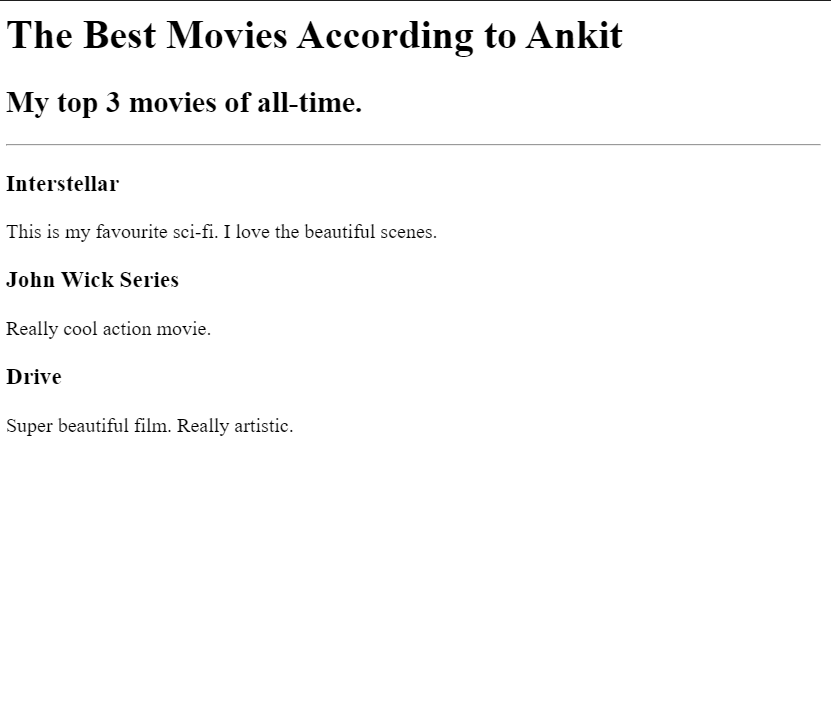 The Best Movies According to Ankit
My top 3 movies of all-time.
Interstellar
This is my favourite sci-fi. I love the beautiful scenes.
John Wick Series
Really cool action movie.
Drive
Super beautiful film. Really artistic.